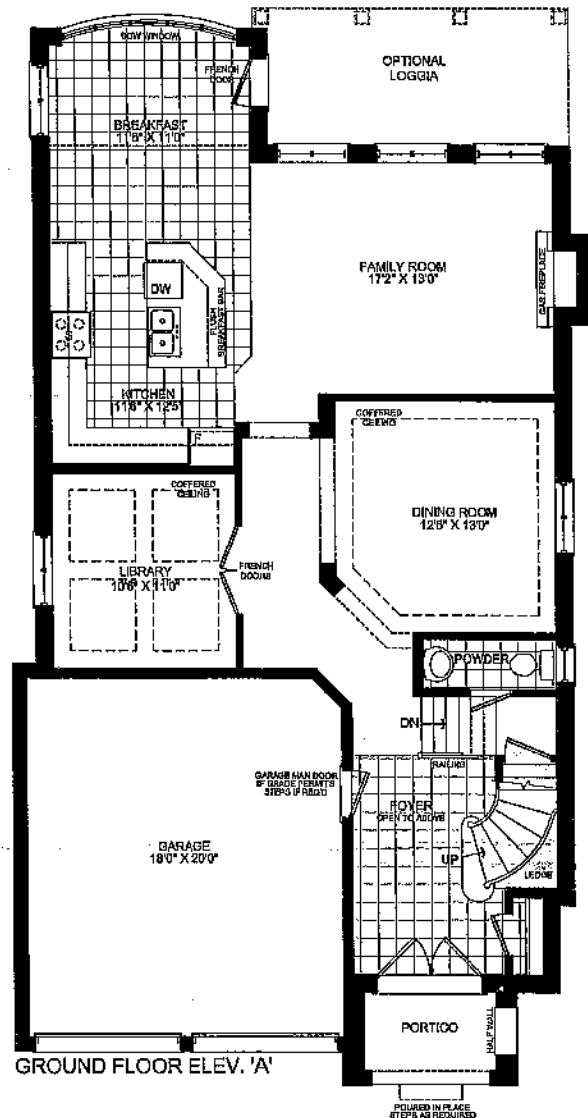 BOW WINDOW
FRENCH
DOOR
OPTIONAL
LOGGIA
BREAKFAST
11'6" X 11'0"
FAMILY ROOM
17'2" X 13'0"
GAS FIREPLACE
DW
FLUSH
BREAKFAST BAR
KITCHEN
11'6" X 12'5"
F
COFFERED
CEILING
COFFERED
CEILING
DINING ROOM
12'6" X 13'0"
LIBRARY
10'6" X 11'0"
FRENCH
DOORS
POWDER
DN
RAILING
GARAGE MAN DOOR
IF GRADE PERMITS
STEPS IF REQ'D
FOYER
OPEN TO ABOVE
GARAGE
18'0" X 20'0"
UP
LEDGE
PORTICO
HALF WALL
GROUND FLOOR ELEV. 'A'
POURED IN PLACE
STEPS AS REQUIRED